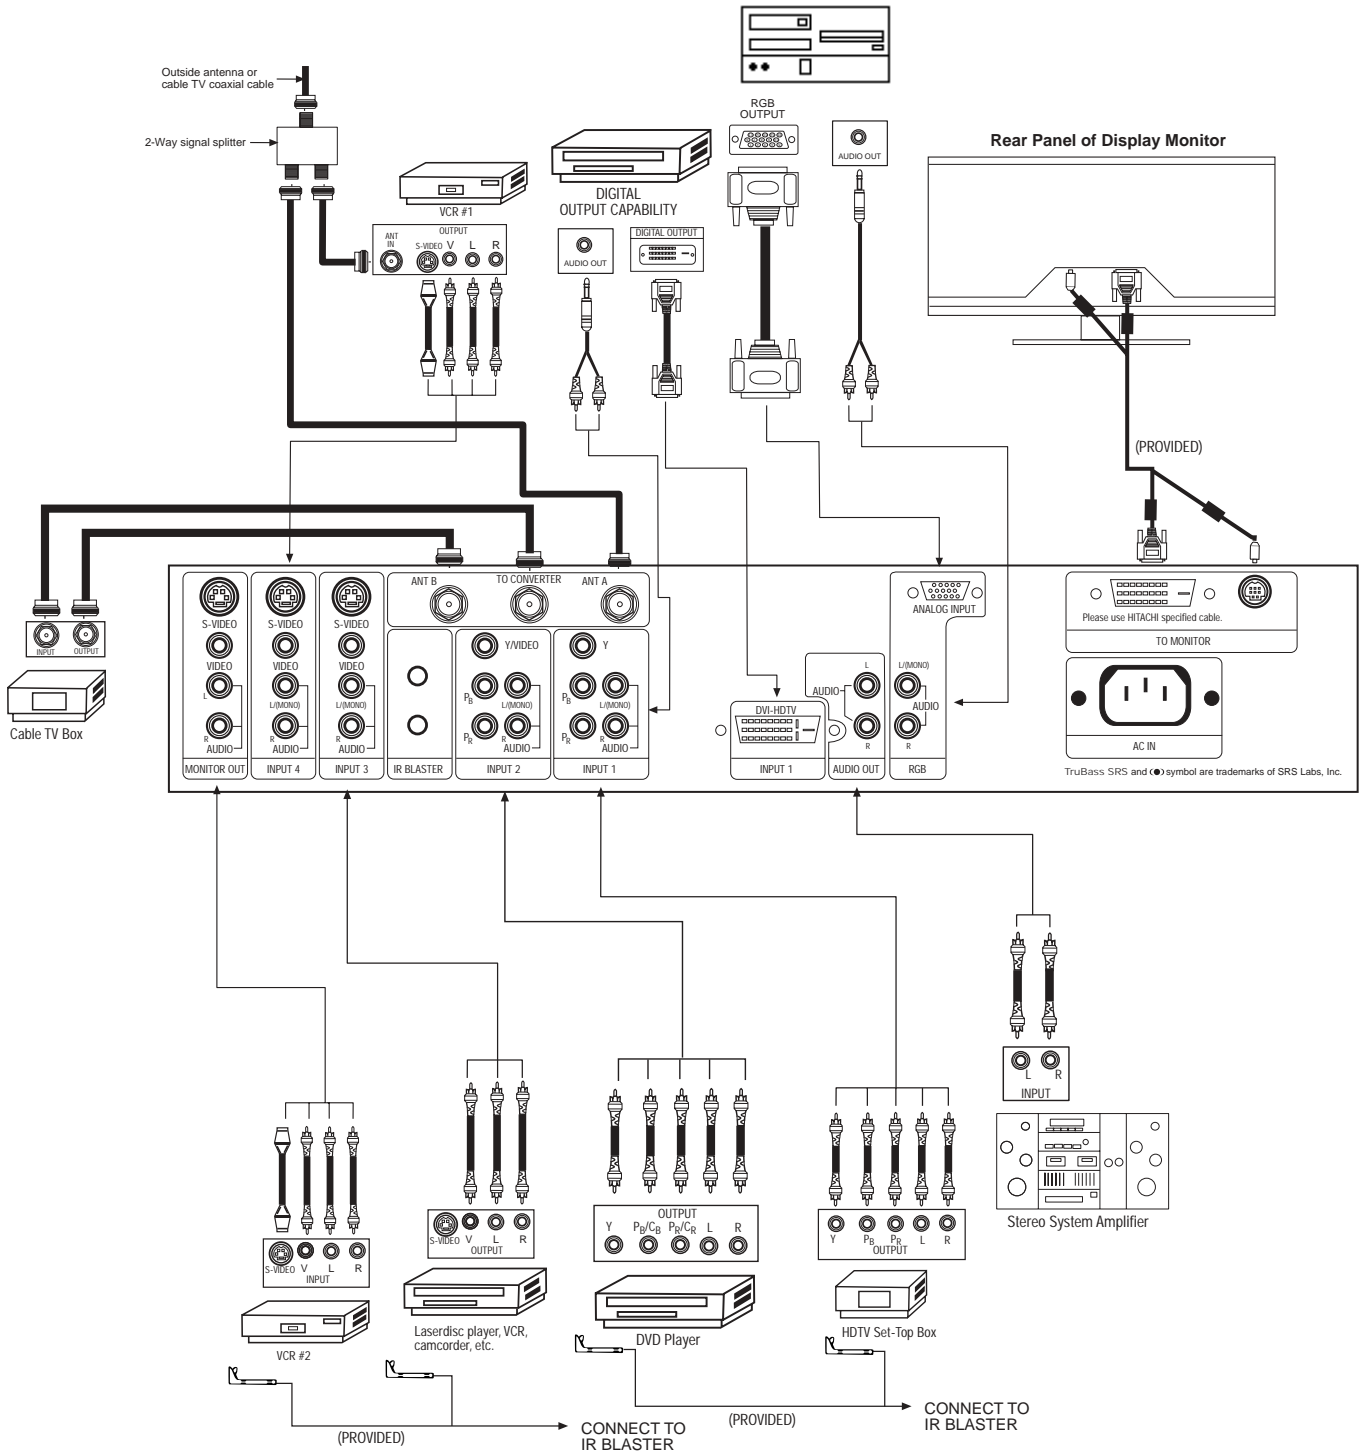 Outside antenna or
cable TV coaxial cable
2-Way signal splitter
VCR #1
OUTPUT
ANT
IN
S-VIDEO V L R
DIGITAL
OUTPUT CAPABILITY
AUDIO OUT
DIGITAL OUTPUT
RGB
OUTPUT
AUDIO OUT
Rear Panel of Display Monitor
(PROVIDED)
INPUT OUTPUT
Cable TV Box
ANT B TO CONVERTER ANT A
S-VIDEO
VIDEO
L
R
AUDIO
MONITOR OUT
S-VIDEO
VIDEO
L/(MONO)
R
AUDIO
INPUT 4
S-VIDEO
VIDEO
L/(MONO)
R
AUDIO
INPUT 3
IR BLASTER
Y/VIDEO
PB
L/(MONO)
PR
R
AUDIO
INPUT 2
Y
PB
L/(MONO)
PR
R
AUDIO
INPUT 1
DVI-HDTV
INPUT 1
L
AUDIO
R
AUDIO OUT
ANALOG INPUT
L/(MONO)
AUDIO
R
RGB
Please use HITACHI specified cable.
TO MONITOR
AC IN
TruBass SRS and (●) symbol are trademarks of SRS Labs, Inc.
S-VIDEO V L R
INPUT
VCR #2
S-VIDEO V L R
OUTPUT
Laserdisc player, VCR,
camcorder, etc.
OUTPUT
Y PB/CB PR/CR L R
DVD Player
Y PB PR L R
OUTPUT
HDTV Set-Top Box
L R
INPUT
Stereo System Amplifier
(PROVIDED)
CONNECT TO
IR BLASTER
(PROVIDED)
CONNECT TO
IR BLASTER